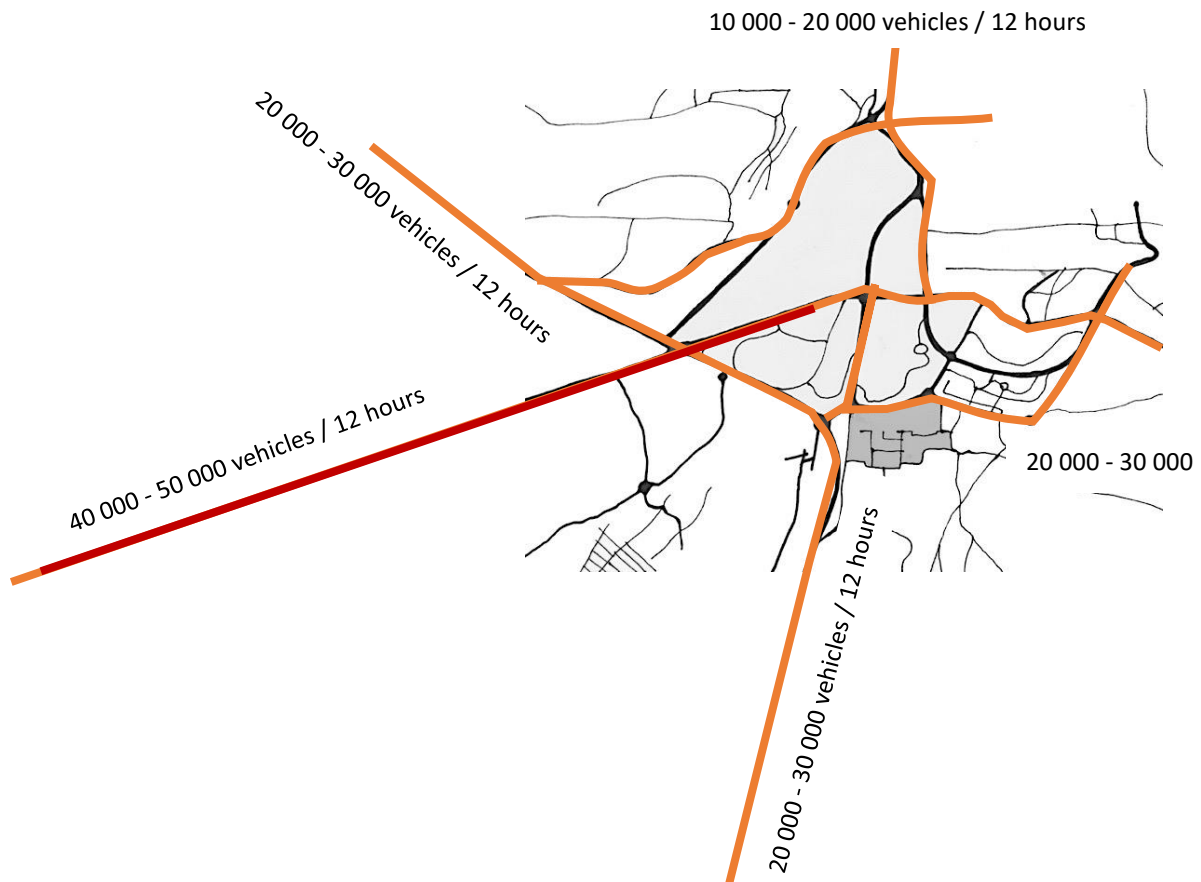 10 000 - 20 000 vehicles / 12 hours
20 000 - 30 000 vehicles / 12 hours
40 000 - 50 000 vehicles / 12 hours
20 000 - 30 000
20 000 - 30 000 vehicles / 12 hours